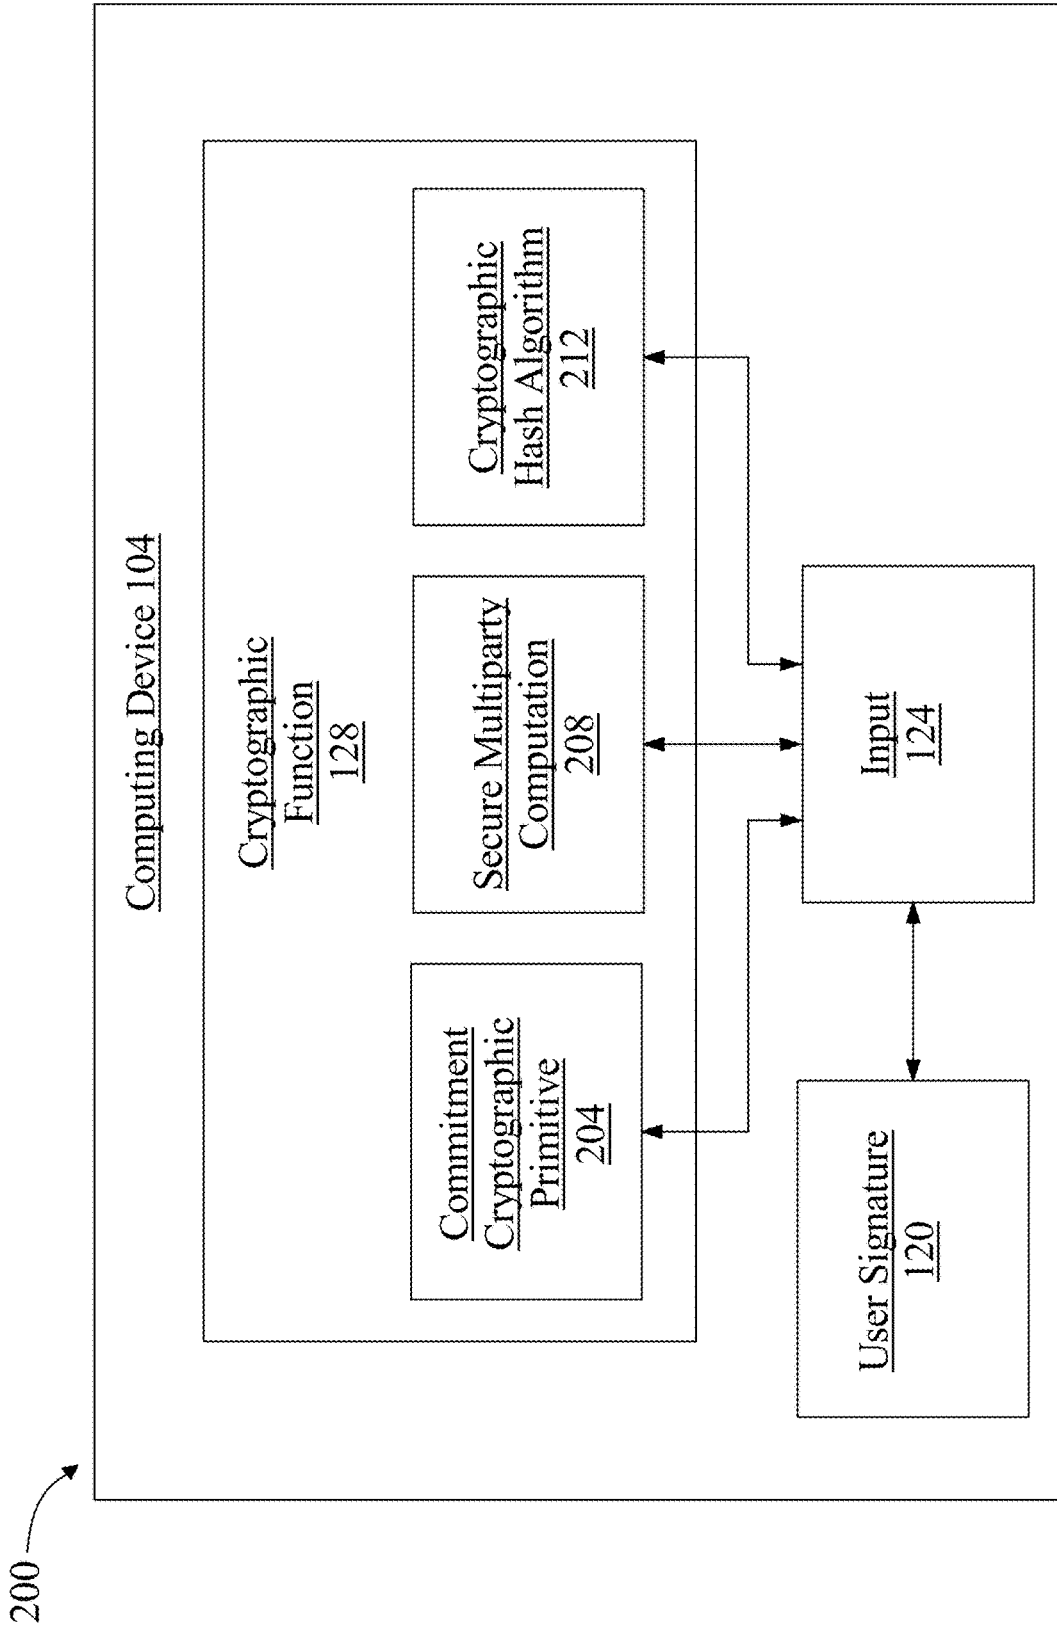 200
Computing Device 104
Cryptographic
Function
128
Commitment
Cryptographic
Primitive
204
Secure Multiparty
Computation
208
Cryptographic
Hash Algorithm
212
User Signature
120
Input
124